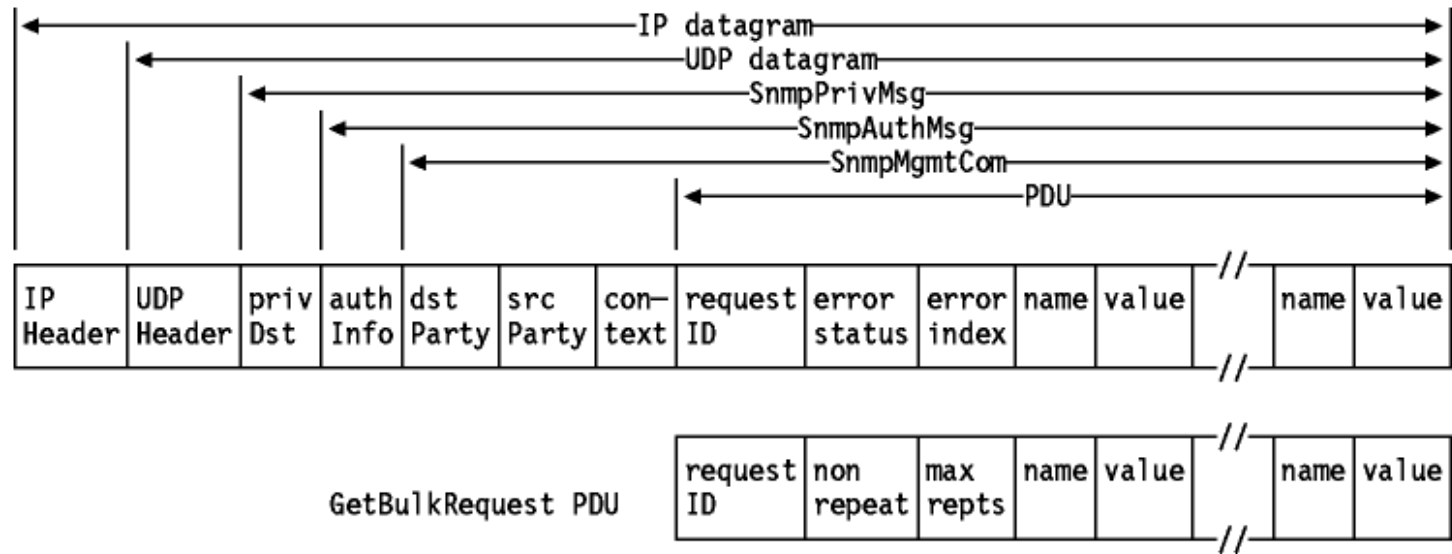 IP datagram
UDP datagram
SnmpPrivMsg
SnmpAuthMsg
SnmpMgmtCom
PDU
IP Header
UDP Header
priv Dst
auth Info
dst Party
src Party
con—text
request ID
error status
error index
name
value
//
//
name
value
GetBulkRequest PDU
request ID
non repeat
max repts
name
value
//
//
name
value